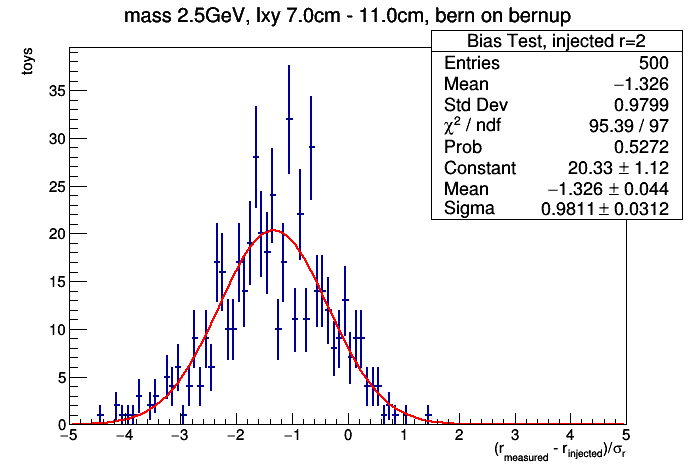 mass 2.5GeV, lxy 7.0cm - 11.0cm, bern on bernup
Bias Test, injected r=2
Entries 500
Mean −1.326
Std Dev 0.9799
χ² / ndf 95.39 / 97
Prob 0.5272
Constant 20.33 ± 1.12
Mean −1.326 ± 0.044
Sigma 0.9811 ± 0.0312
toys
35
30
25
20
15
10
5
0
−5 −4 −3 −2 −1 0 1 2 3 4 5
(r_measured - r_injected)/σ_r